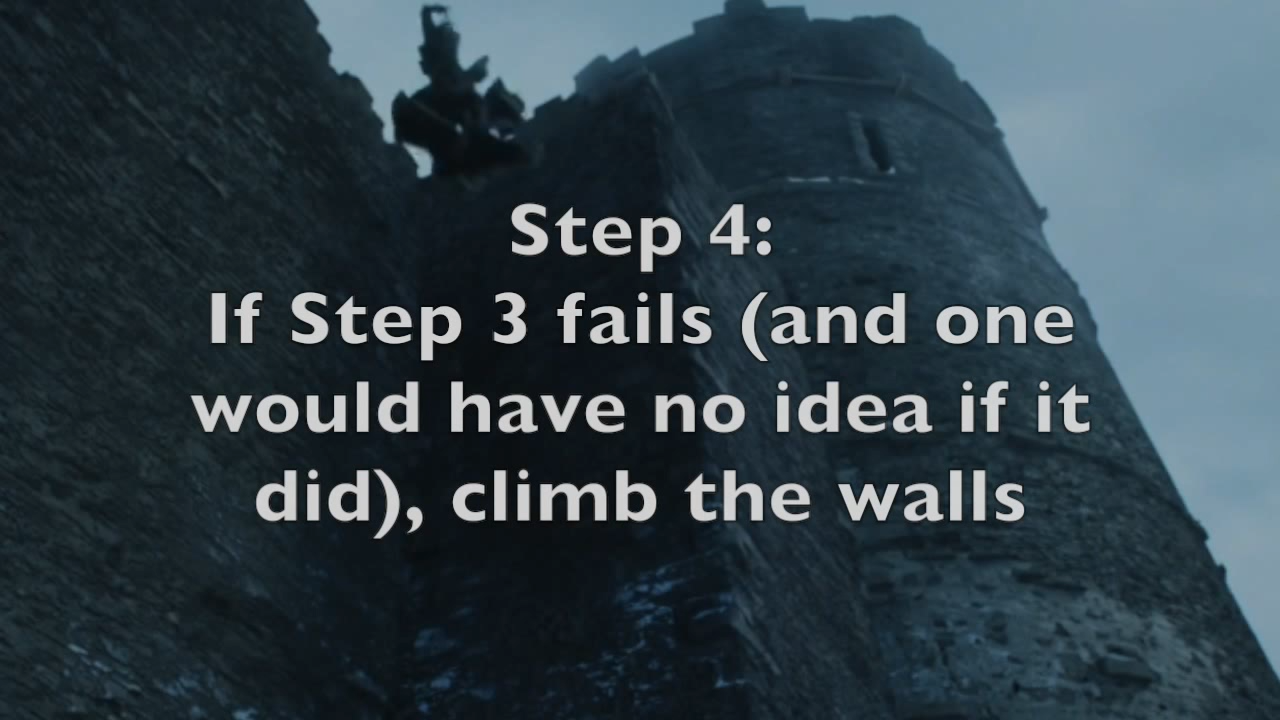 Step 4:
If Step 3 fails (and one
would have no idea if it
did), climb the walls